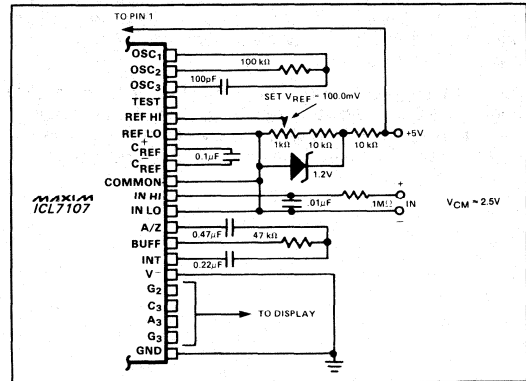 TO PIN 1
OSC1
100 kΩ
OSC2
100pF
OSC3
TEST
SET VREF = 100.0mV
REF HI
REF LO
1kΩ
10 kΩ
10 kΩ
+5V
C+REF
0.1μF
C-REF
1.2V
COMMON
MAXIM
ICL7107
IN HI
+
.01μF
1MΩ
IN
VCM = 2.5V
IN LO
−
A/Z
0.47μF
47 kΩ
BUFF
INT
0.22μF
V−
G2
C3
TO DISPLAY
A3
G3
GND